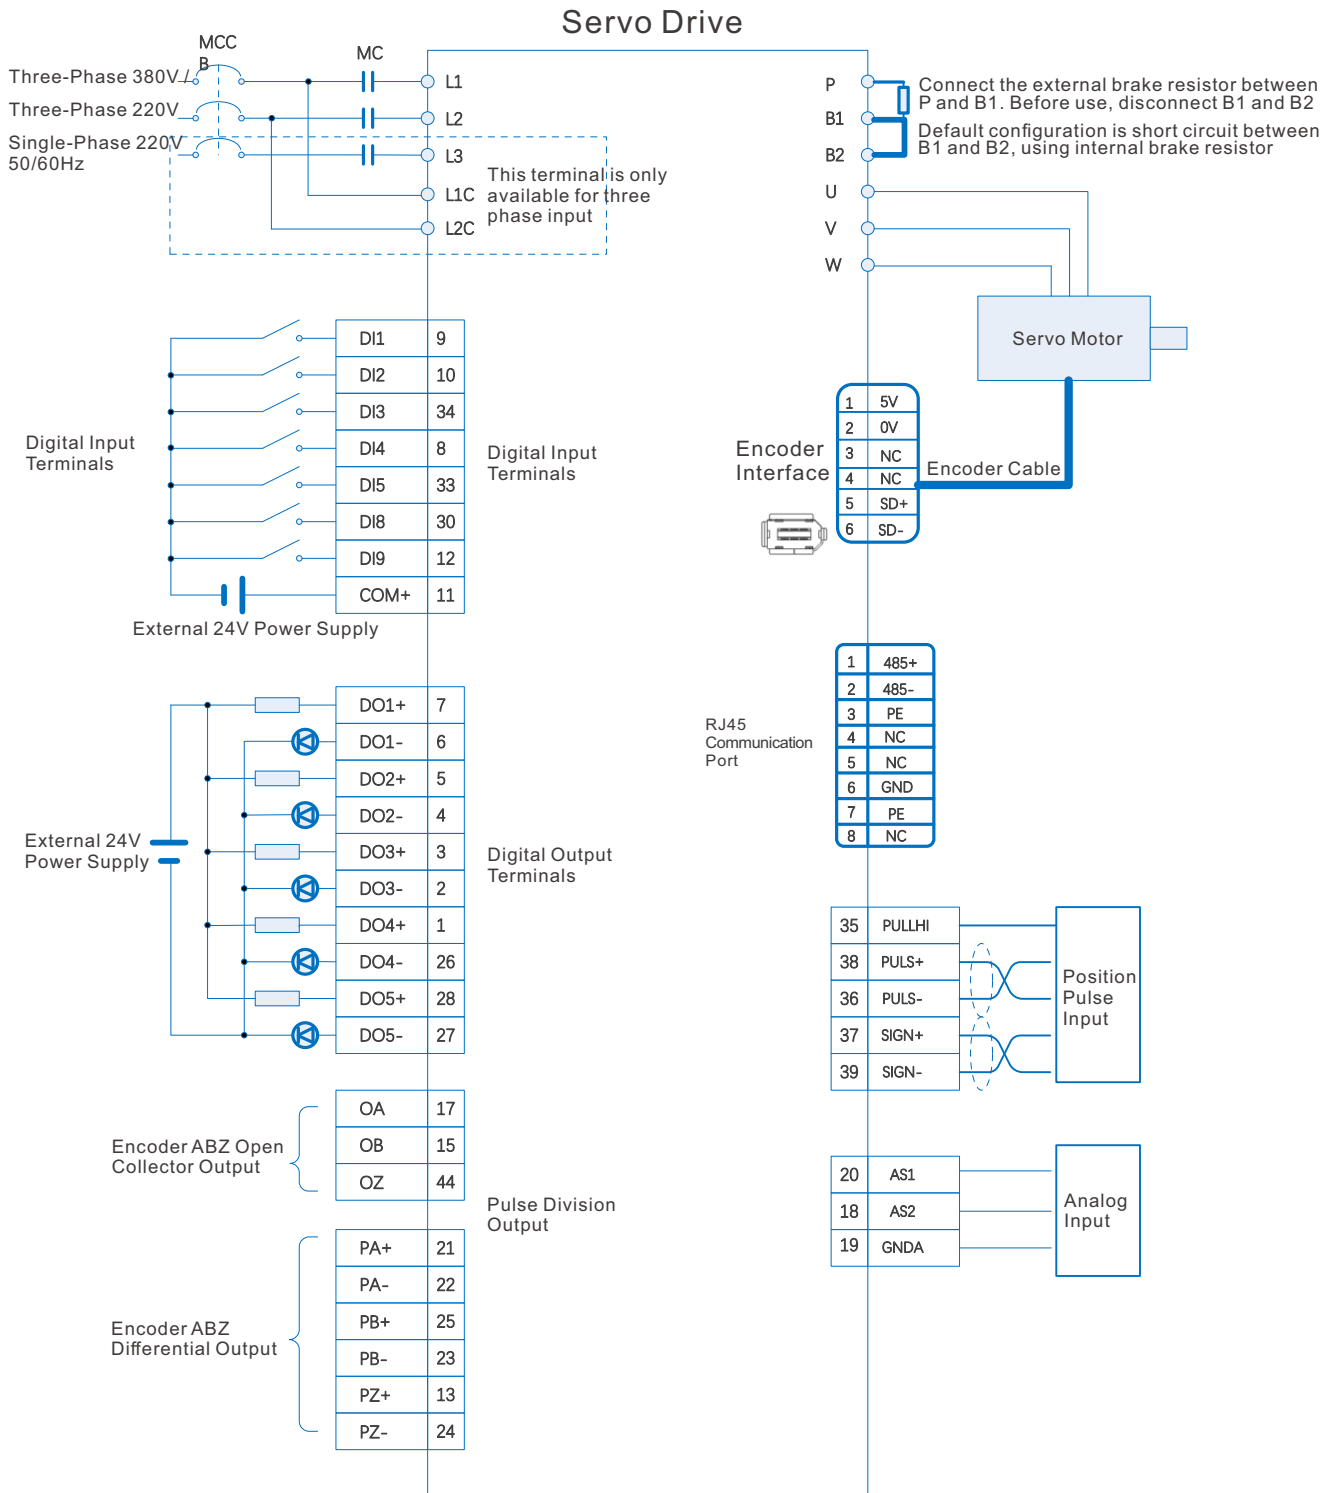 Servo Drive
MCC
B
MC
Three-Phase 380V /
Three-Phase 220V
Single-Phase 220V
50/60Hz
L1
L2
L3
L1C
L2C
This terminal is only
available for three
phase input
P
B1
B2
U
V
W
Connect the external brake resistor between
P and B1. Before use, disconnect B1 and B2
Default configuration is short circuit between
B1 and B2, using internal brake resistor
Servo Motor
Digital Input
Terminals
DI1 9
DI2 10
DI3 34
DI4 8
DI5 33
DI8 30
DI9 12
COM+ 11
Digital Input
Terminals
External 24V Power Supply
Encoder
Interface
1 5V
2 0V
3 NC
4 NC
5 SD+
6 SD-
Encoder Cable
RJ45
Communication
Port
1 485+
2 485-
3 PE
4 NC
5 NC
6 GND
7 PE
8 NC
External 24V
Power Supply
DO1+ 7
DO1- 6
DO2+ 5
DO2- 4
DO3+ 3
DO3- 2
DO4+ 1
DO4- 26
DO5+ 28
DO5- 27
Digital Output
Terminals
35 PULLHI
38 PULS+
36 PULS-
37 SIGN+
39 SIGN-
Position
Pulse
Input
Encoder ABZ Open
Collector Output
OA 17
OB 15
OZ 44
Pulse Division
Output
20 AS1
18 AS2
19 GNDA
Analog
Input
Encoder ABZ
Differential Output
PA+ 21
PA- 22
PB+ 25
PB- 23
PZ+ 13
PZ- 24